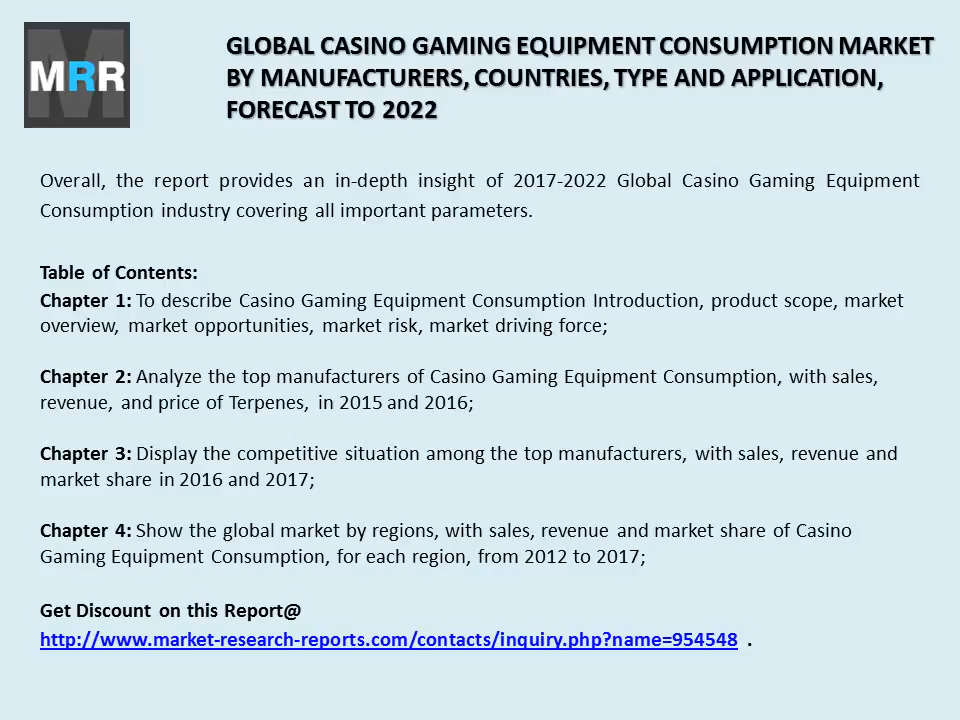 MRR
GLOBAL CASINO GAMING EQUIPMENT CONSUMPTION MARKET
BY MANUFACTURERS, COUNTRIES, TYPE AND APPLICATION,
FORECAST TO 2022
Overall, the report provides an in-depth insight of 2017-2022 Global Casino Gaming Equipment
Consumption industry covering all important parameters.
Table of Contents:
Chapter 1: To describe Casino Gaming Equipment Consumption Introduction, product scope, market
overview, market opportunities, market risk, market driving force;
Chapter 2: Analyze the top manufacturers of Casino Gaming Equipment Consumption, with sales,
revenue, and price of Terpenes, in 2015 and 2016;
Chapter 3: Display the competitive situation among the top manufacturers, with sales, revenue and
market share in 2016 and 2017;
Chapter 4: Show the global market by regions, with sales, revenue and market share of Casino
Gaming Equipment Consumption, for each region, from 2012 to 2017;
Get Discount on this Report@
http://www.market-research-reports.com/contacts/inquiry.php?name=954548 .